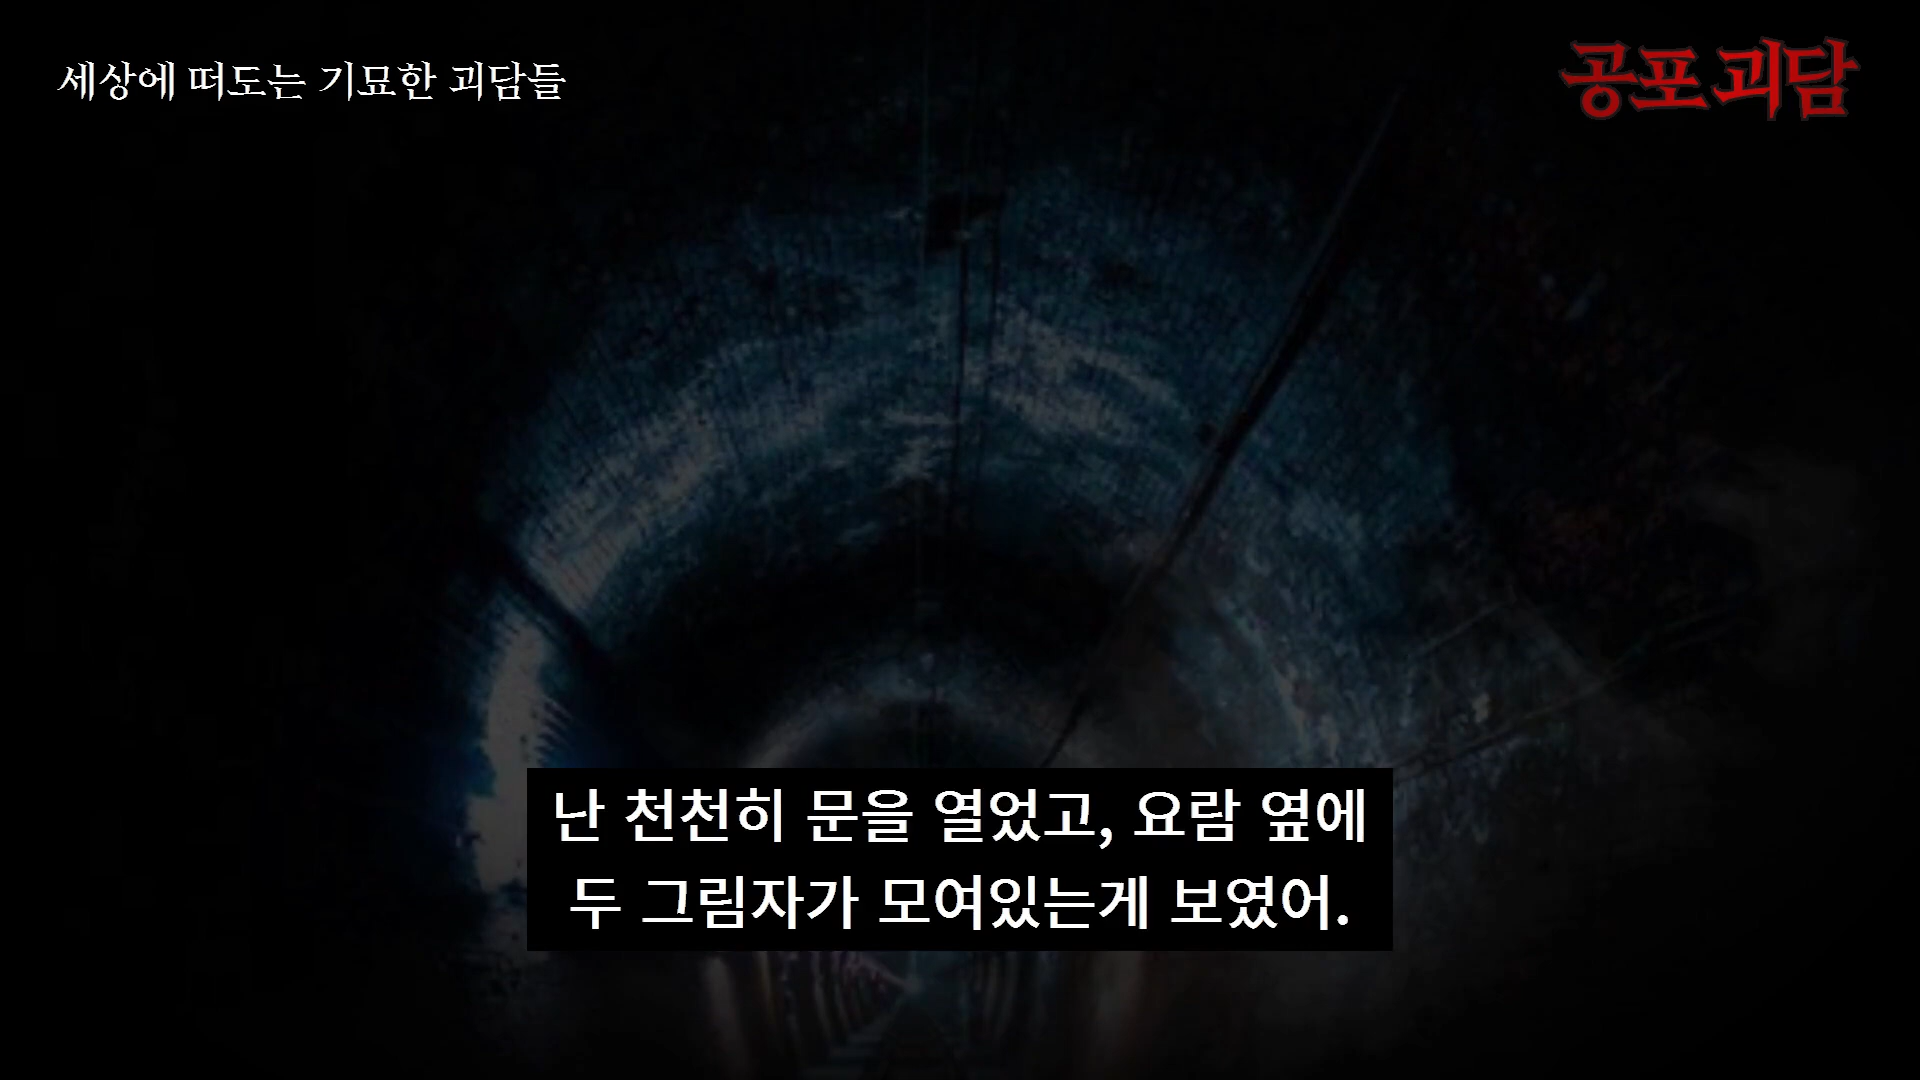 세상에 떠도는 기묘한 괴담들
공포괴담
난 천천히 문을 열었고, 요람 옆에
두 그림자가 모여있는게 보였어.